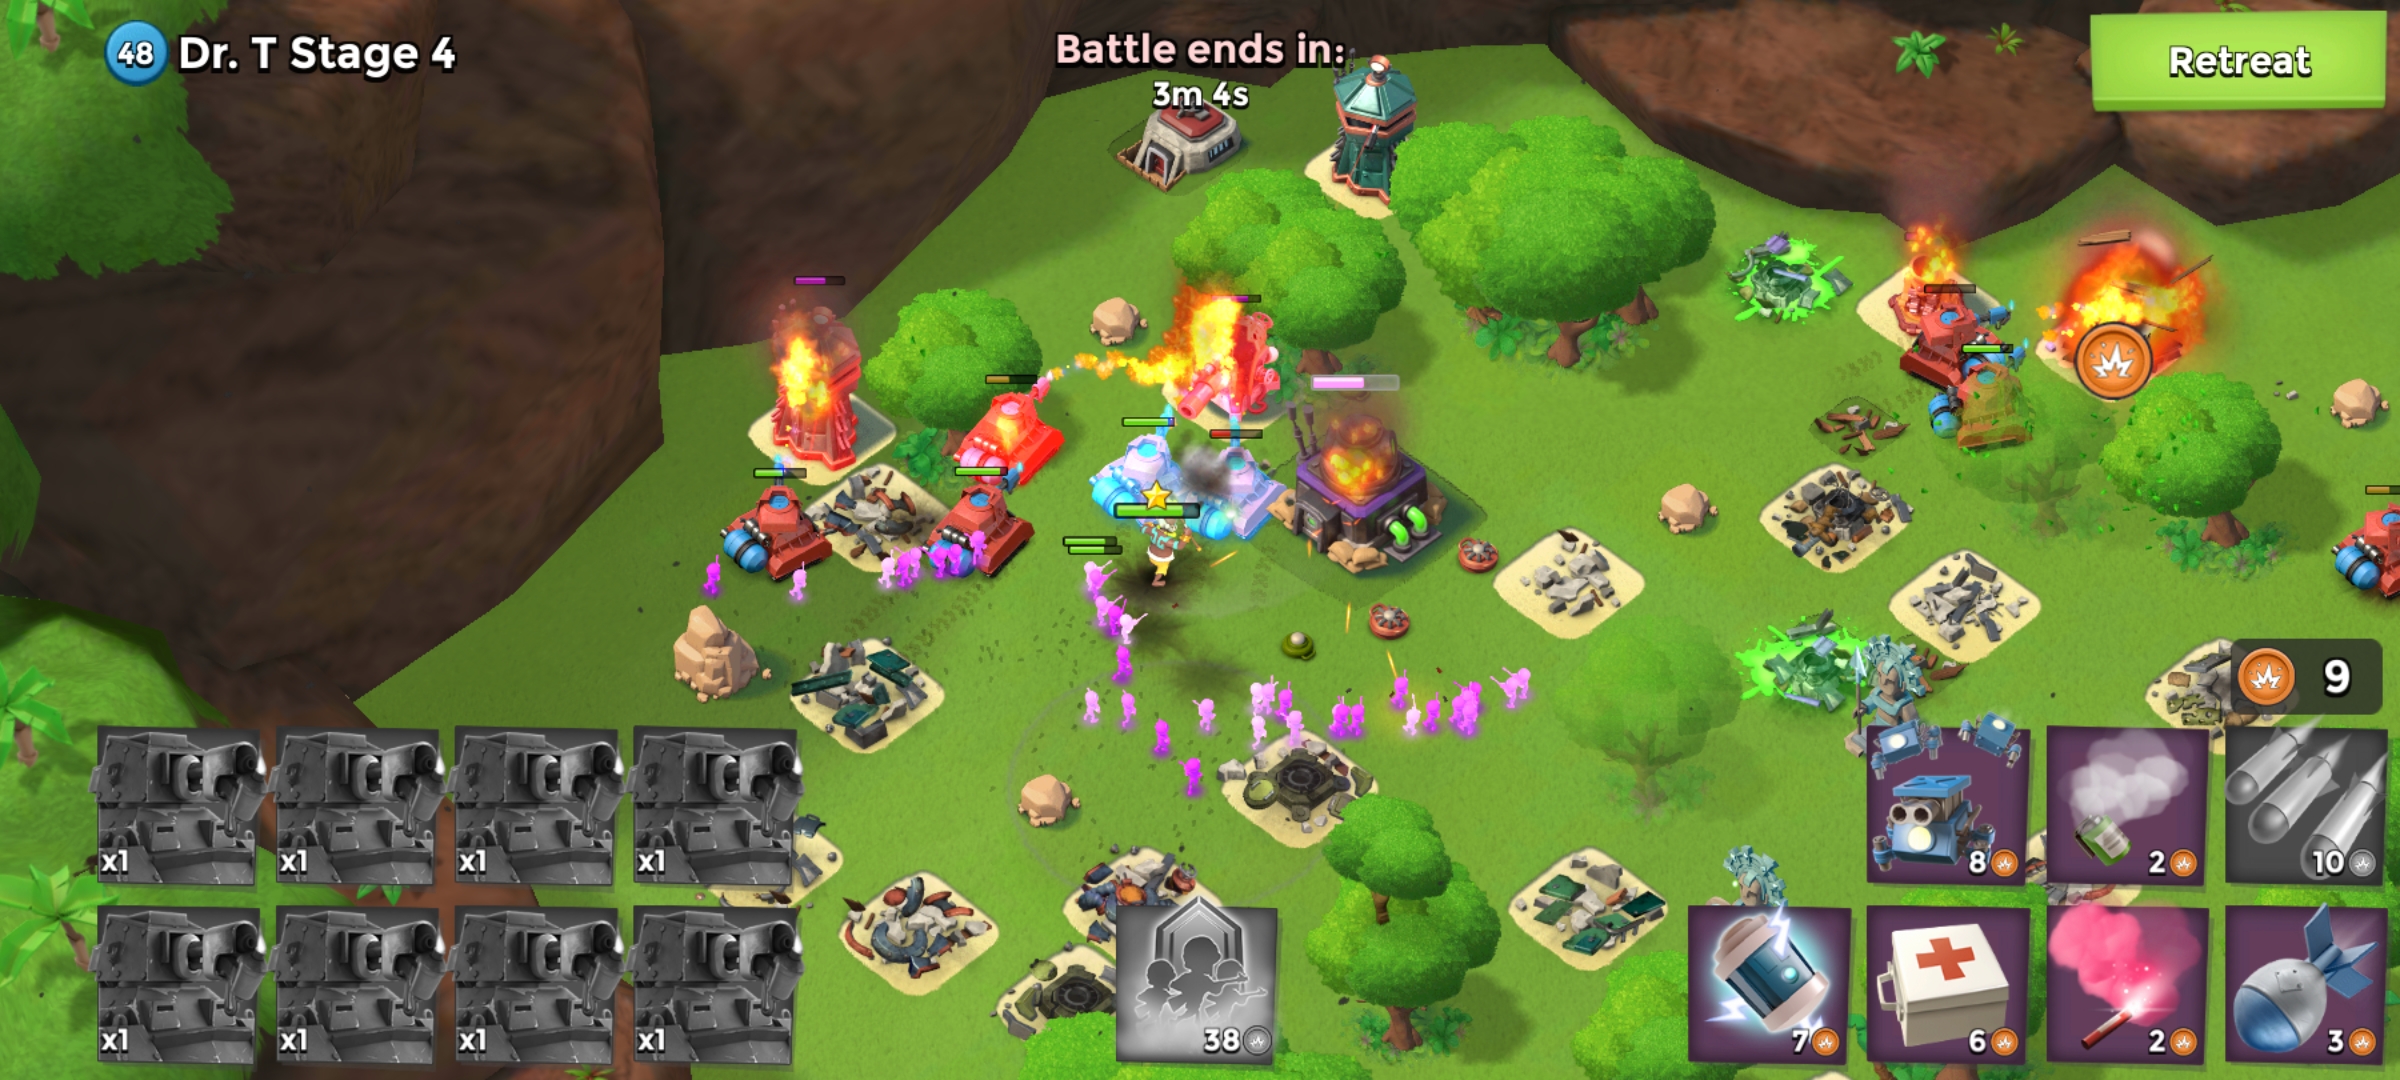 48 Dr. T Stage 4
Battle ends in:
3m 4s
Retreat
9
x1 x1 x1 x1
8 2 10
x1 x1 x1 x1
38
7 6 2 3